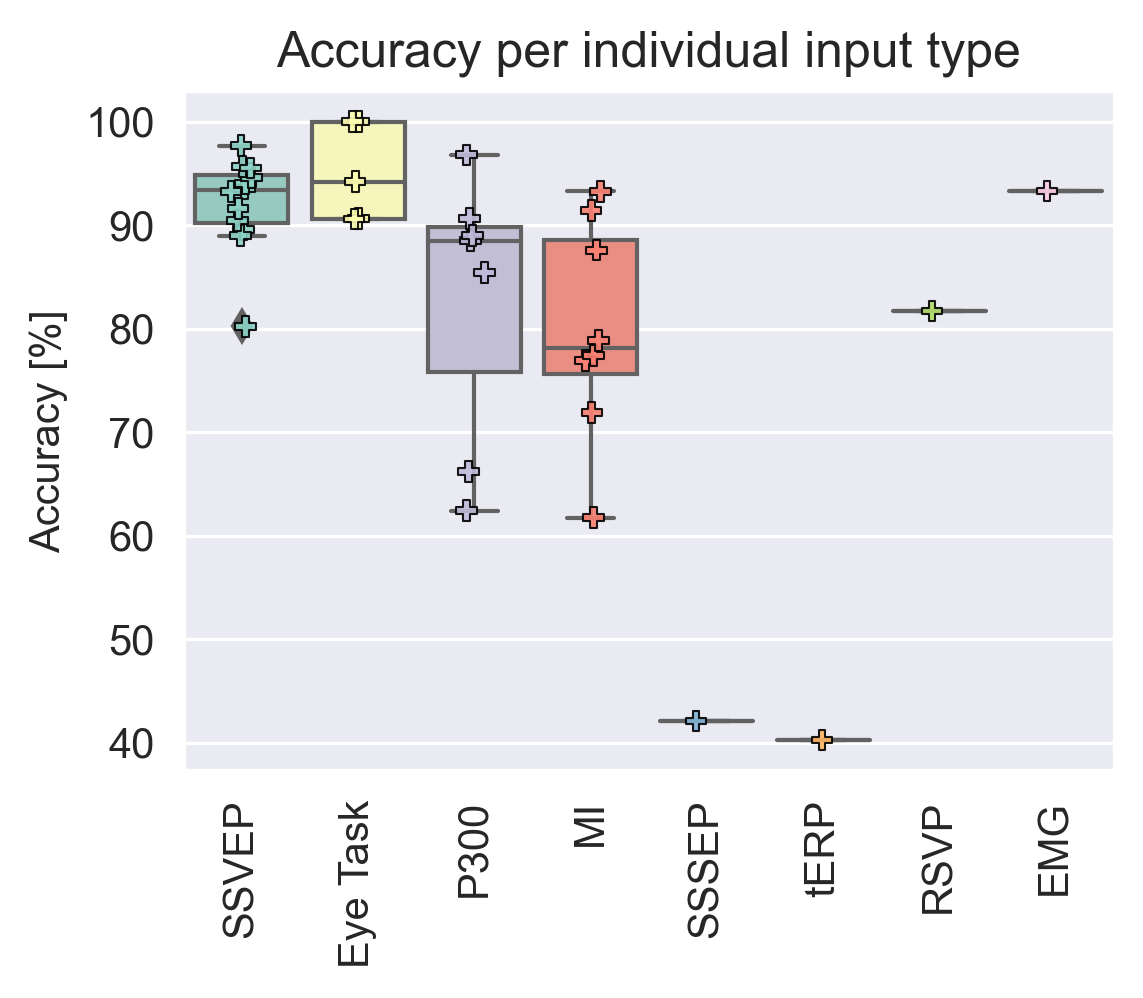 Accuracy per individual input type
Accuracy [%]
100
90
80
70
60
50
40
SSVEP
Eye Task
P300
MI
SSSEP
tERP
RSVP
EMG